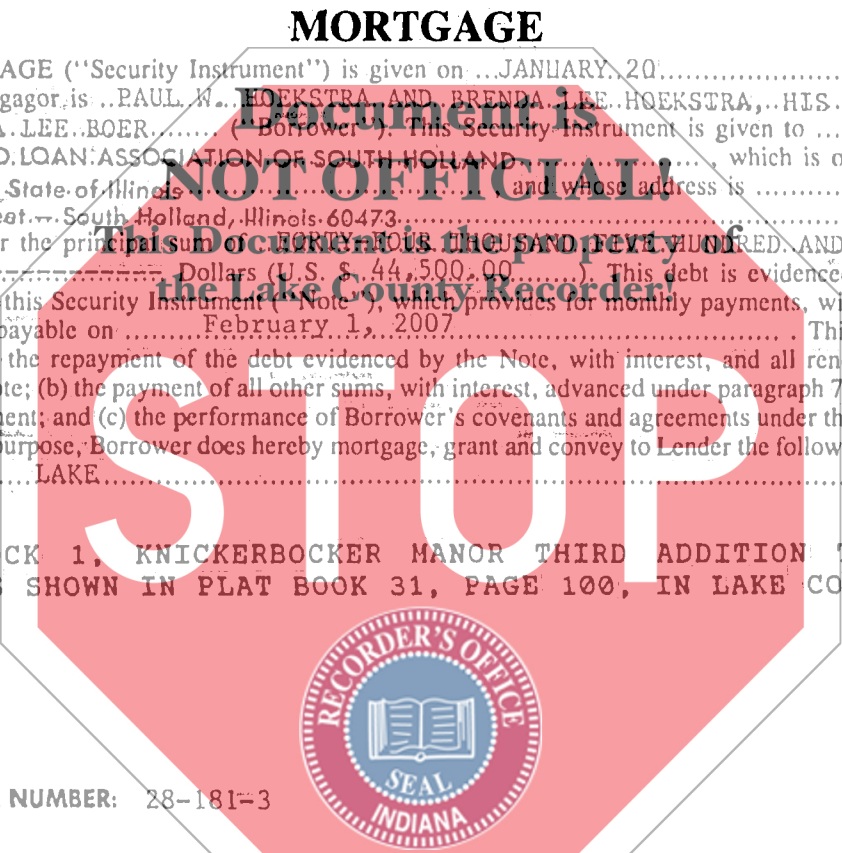 MORTGAGE
AGE ("Security Instrument") is given on ...JANUARY..20
gagor is ..PAUL..W...HOEKSTRA..AND..BRENDA..LEE..HOEKSTRA,..HIS
A..LEE..BOER........ ("Borrower"). This Security Instrument is given to ....
Document is
D LOAN ASSOCIATION OF SOUTH HOLLAND, which is o
State of Illinois, and whose address is
NOT OFFICIAL!
et — South Holland, Illinois 60473
r the principal sum of ..FORTY-FOUR THOUSAND FIVE HUNDRED..AND
This Document is the property of
Dollars (U.S. $..44,500.00........). This debt is evidence
the Lake County Recorder!
this Security Instrument ("Note"), which provides for monthly payments, wi
payable on ........February 1, 2007........ . Thi
the repayment of the debt evidenced by the Note, with interest, and all ren
te; (b) the payment of all other sums, with interest, advanced under paragraph 7
ment; and (c) the performance of Borrower's covenants and agreements under th
urpose, Borrower does hereby mortgage, grant and convey to Lender the follow
LAKE
STOP
CK 1, KNICKERBOCKER MANOR THIRD ADDITION T
S SHOWN IN PLAT BOOK 31, PAGE 100, IN LAKE CO
RECORDER'S OFFICE
SEAL
INDIANA
NUMBER: 28-181-3